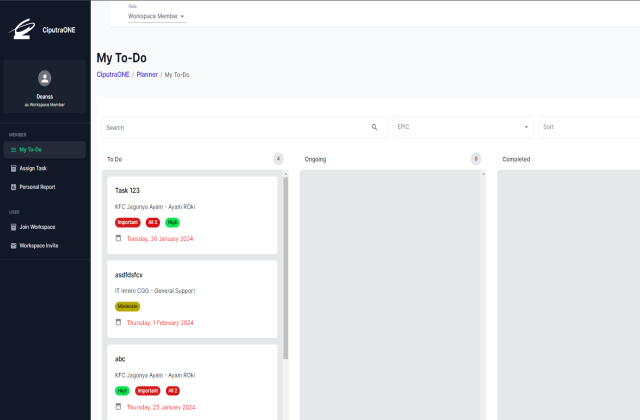 Role
Workspace Member
CiputraONE
My To-Do
CiputraONE / Planner / My To-Do
Deanss
as Workspace Member
MEMBER
My To-Do
Assign Task
Personal Report
USER
Join Workspace
Workspace Invite
Search
EPIC
Sort
To Do
4
Ongoing
0
Completed
Task 123
KFC Jagonya Ayam - Ayam ROki
Important All 2 High
Tuesday, 30 January 2024
asdfdsfcv
IT Intern CGG - General Support
Moderate
Thursday, 1 February 2024
abc
KFC Jagonya Ayam - Ayam ROki
High Important All 2
Thursday, 25 January 2024